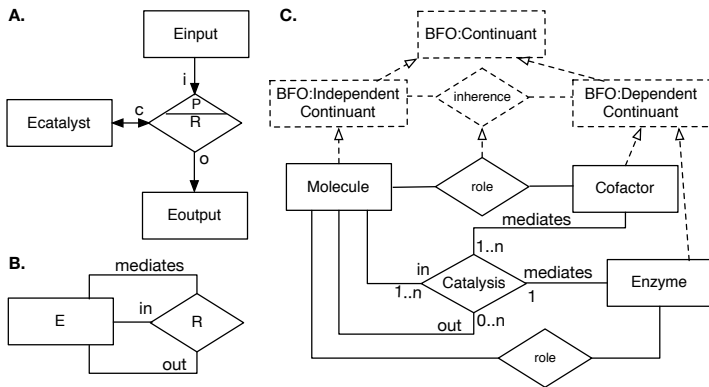 A.
Einput
i
P
c
Ecatalyst
R
o
Eoutput
B.
mediates
E
in
R
out
C.
BFO:Continuant
BFO:Independent
Continuant
inherence
BFO:Dependent
Continuant
Molecule
role
Cofactor
mediates
1..n
in
Catalysis
mediates
Enzyme
1..n
1
out
0..n
role